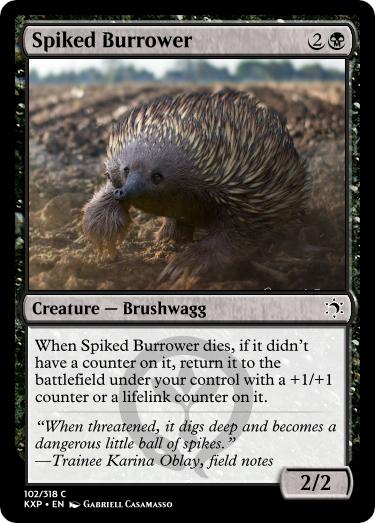 Spiked Burrower 2
Creature — Brushwagg
When Spiked Burrower dies, if it didn't
have a counter on it, return it to the
battlefield under your control with a +1/+1
counter or a lifelink counter on it.
“When threatened, it digs deep and becomes a
dangerous little ball of spikes.”
—Trainee Karina Oblay, field notes
2/2
102/318 C
KXP • EN Gabriell Casamasso